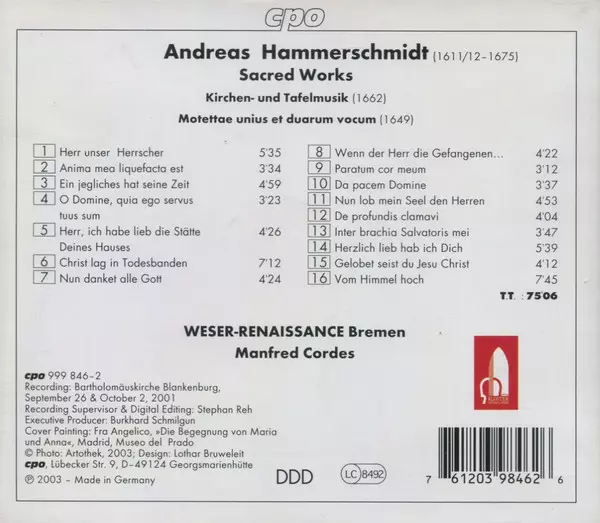 cpo
Andreas Hammerschmidt (1611/12-1675)
Sacred Works
Kirchen- und Tafelmusik (1662)
Motettae unius et duarum vocum (1649)
1 Herr unser Herrscher 5'35
2 Anima mea liquefacta est 3'34
3 Ein jegliches hat seine Zeit 4'59
4 O Domine, quia ego servus 3'23
tuus sum
5 Herr, ich habe lieb die Stätte 4'26
Deines Hauses
6 Christ lag in Todesbanden 7'12
7 Nun danket alle Gott 4'24
8 Wenn der Herr die Gefangenen... 4'22
9 Paratum cor meum 3'12
10 Da pacem Domine 3'37
11 Nun lob mein Seel den Herren 4'53
12 De profundis clamavi 4'04
13 Inter brachia Salvatoris mei 3'47
14 Herzlich lieb hab ich Dich 5'39
15 Gelobet seist du Jesu Christ 4'12
16 Vom Himmel hoch 7'45
T.T. : 7506
WESER-RENAISSANCE Bremen
Manfred Cordes
cpo 999 846-2
Recording: Bartholomäuskirche Blankenburg,
September 26 & October 2, 2001
Recording Supervisor & Digital Editing: Stephan Reh
Executive Producer: Burkhard Schmilgun
Cover Painting: Fra Angelico, »Die Begegnung von Maria
und Anna«, Madrid, Museo del Prado
© Photo: Artothek, 2003; Design: Lothar Bruweleit
cpo, Lübecker Str. 9, D-49124 Georgsmarienhütte
℗ 2003 - Made in Germany
DDD
LC 8492
7 61203 98462 6